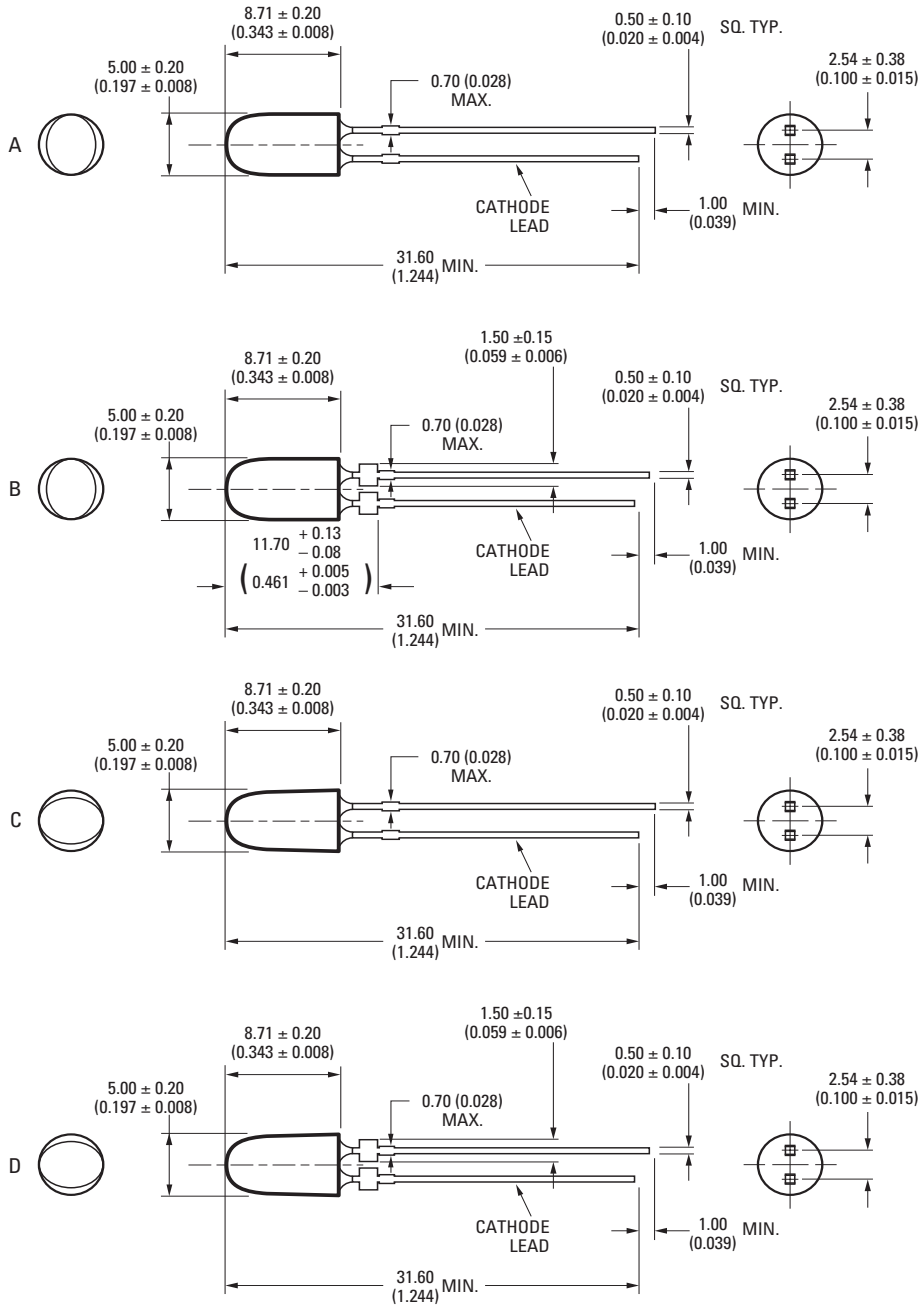 8.71 ± 0.20
(0.343 ± 0.008)
0.50 ± 0.10
(0.020 ± 0.004)
SQ. TYP.
5.00 ± 0.20
(0.197 ± 0.008)
0.70 (0.028)
MAX.
2.54 ± 0.38
(0.100 ± 0.015)
A
CATHODE
LEAD
1.00
(0.039)
MIN.
31.60
(1.244)
MIN.
8.71 ± 0.20
(0.343 ± 0.008)
1.50 ±0.15
(0.059 ± 0.006)
0.50 ± 0.10
(0.020 ± 0.004)
SQ. TYP.
5.00 ± 0.20
(0.197 ± 0.008)
0.70 (0.028)
MAX.
2.54 ± 0.38
(0.100 ± 0.015)
B
11.70 + 0.13
− 0.08
(0.461 + 0.005
− 0.003)
CATHODE
LEAD
1.00
(0.039)
MIN.
31.60
(1.244)
MIN.
8.71 ± 0.20
(0.343 ± 0.008)
0.50 ± 0.10
(0.020 ± 0.004)
SQ. TYP.
5.00 ± 0.20
(0.197 ± 0.008)
0.70 (0.028)
MAX.
2.54 ± 0.38
(0.100 ± 0.015)
C
CATHODE
LEAD
1.00
(0.039)
MIN.
31.60
(1.244)
MIN.
8.71 ± 0.20
(0.343 ± 0.008)
1.50 ±0.15
(0.059 ± 0.006)
0.50 ± 0.10
(0.020 ± 0.004)
SQ. TYP.
5.00 ± 0.20
(0.197 ± 0.008)
0.70 (0.028)
MAX.
2.54 ± 0.38
(0.100 ± 0.015)
D
CATHODE
LEAD
1.00
(0.039)
MIN.
31.60
(1.244)
MIN.